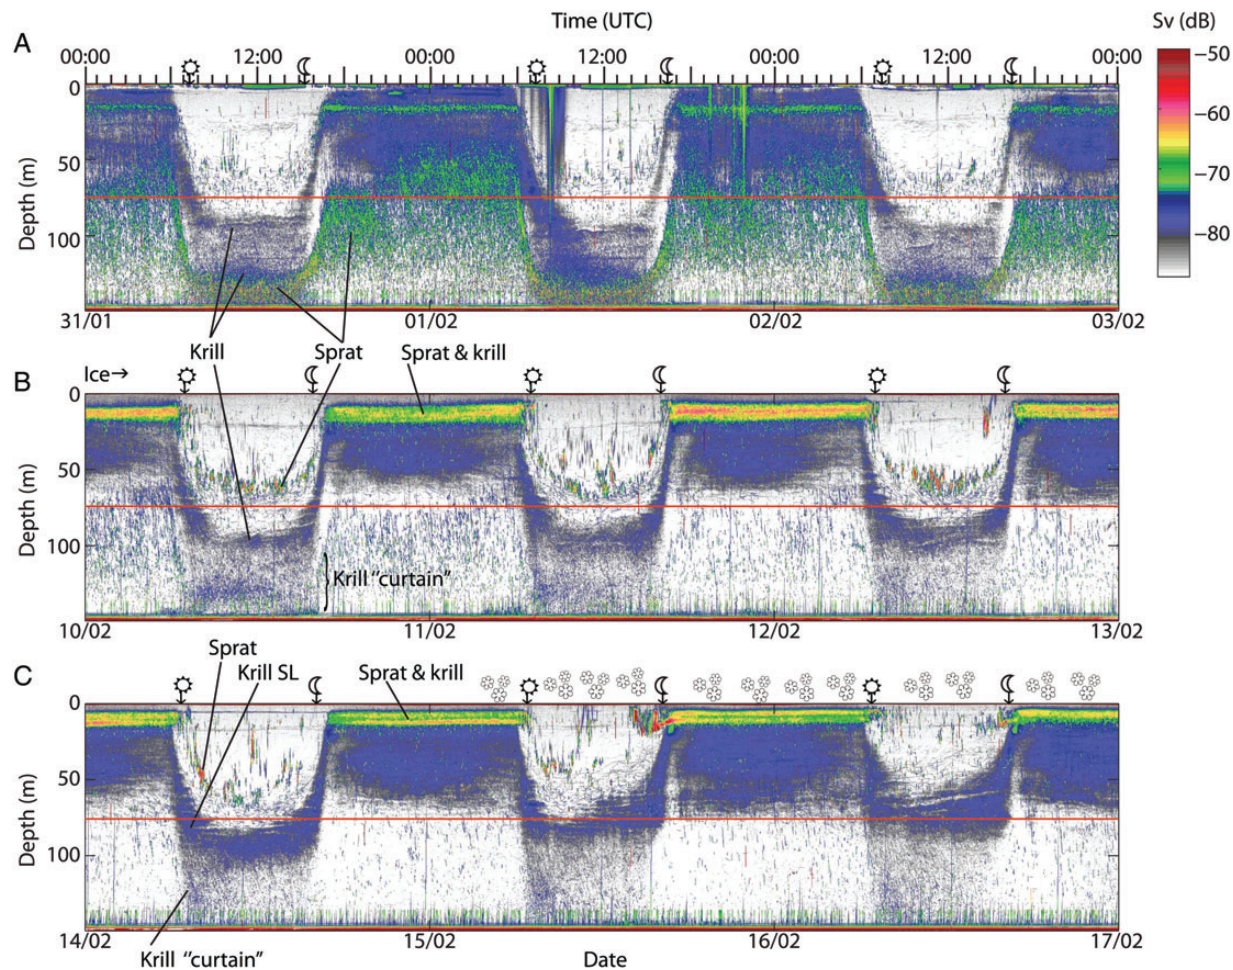 Time (UTC)
Sv (dB)
A
00:00 12:00 00:00 12:00 00:00 12:00 00:00
−50
−60
−70
−80
Depth (m)
0
50
100
31/01 01/02 02/02 03/02
Krill Sprat Sprat & krill
B
Ice→
Depth (m)
0
50
100
Krill "curtain"
10/02 11/02 12/02 13/02
Sprat
C
Krill SL Sprat & krill
Depth (m)
0
50
100
14/02 15/02 16/02 17/02
Krill "curtain" Date